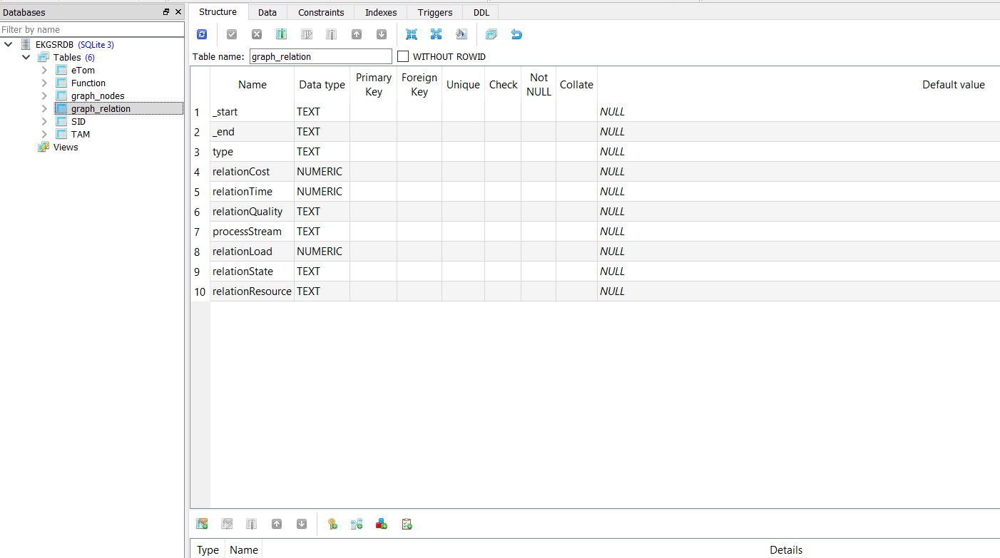 Databases
Filter by name
EKGSRDB (SQLite 3)
Tables (6)
eTom
Function
graph_nodes
graph_relation
SID
TAM
Views
Structure Data Constraints Indexes Triggers DDL
Table name: graph_relation WITHOUT ROWID
Name Data type Primary Key Foreign Key Unique Check Not NULL Collate Default value
1 _start TEXT NULL
2 _end TEXT NULL
3 type TEXT NULL
4 relationCost NUMERIC NULL
5 relationTime NUMERIC NULL
6 relationQuality TEXT NULL
7 processStream TEXT NULL
8 relationLoad NUMERIC NULL
9 relationState TEXT NULL
10 relationResource TEXT NULL
Type Name Details